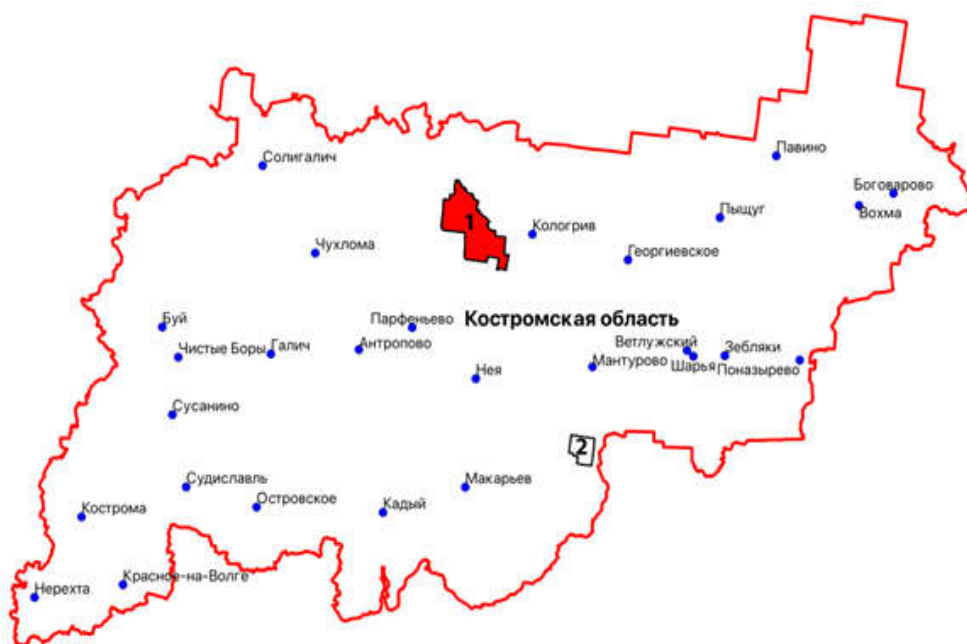 Павино
Солигалич
Боговарово
Вохма
Пыщуг
1
Кологрив
Чухлома
Георгиевское
Буй
Парфеньево
Костромская область
Чистые Боры
Галич
Антропово
Ветлужский
Зебляки
Мантурово
Шарья
Поназырево
Нея
Сусанино
2
Судиславль
Макарьев
Островское
Кадый
Кострома
Красное-на-Волге
Нерехта